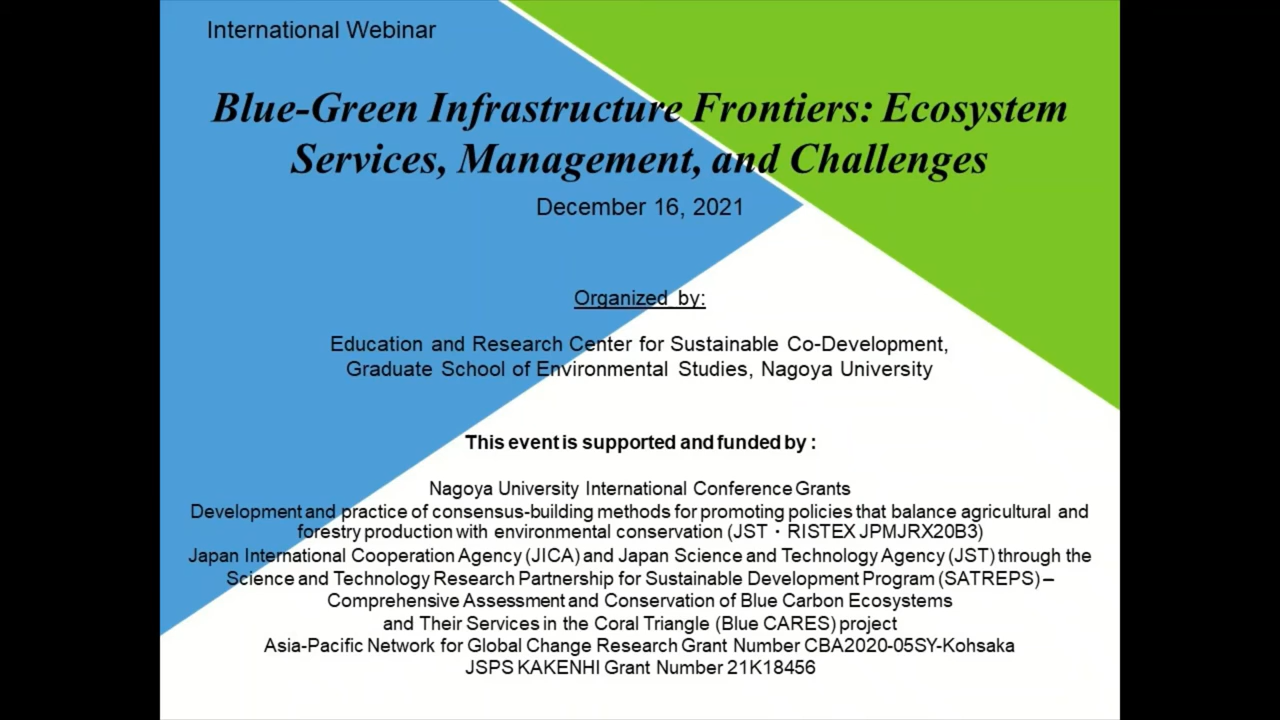 International Webinar
Blue-Green Infrastructure Frontiers: Ecosystem
Services, Management, and Challenges
December 16, 2021
Organized by:
Education and Research Center for Sustainable Co-Development,
Graduate School of Environmental Studies, Nagoya University
This event is supported and funded by :
Nagoya University International Conference Grants
Development and practice of consensus-building methods for promoting policies that balance agricultural and
forestry production with environmental conservation (JST・RISTEX JPMJRX20B3)
Japan International Cooperation Agency (JICA) and Japan Science and Technology Agency (JST) through the
Science and Technology Research Partnership for Sustainable Development Program (SATREPS) –
Comprehensive Assessment and Conservation of Blue Carbon Ecosystems
and Their Services in the Coral Triangle (Blue CARES) project
Asia-Pacific Network for Global Change Research Grant Number CBA2020-05SY-Kohsaka
JSPS KAKENHI Grant Number 21K18456